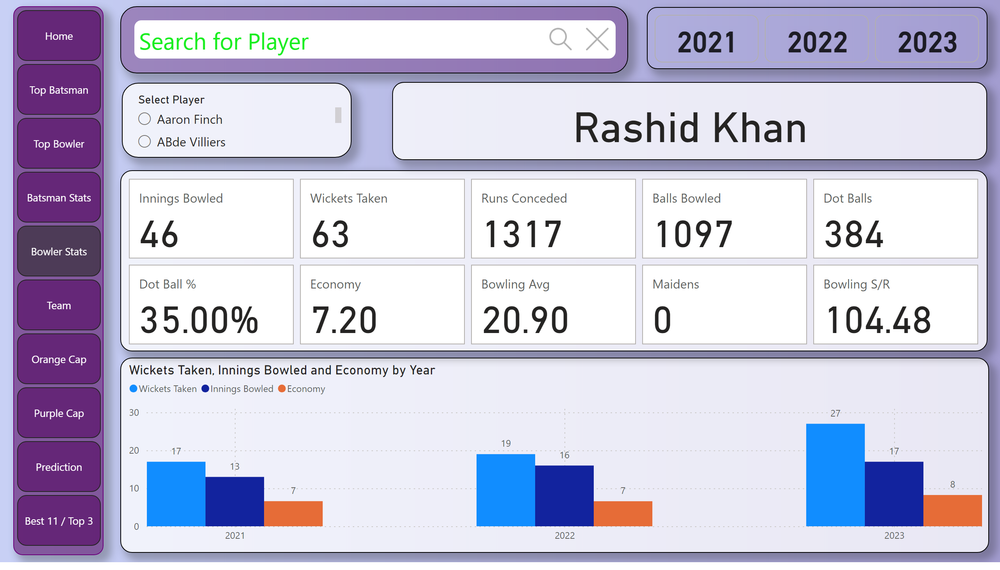 Home
Top Batsman
Top Bowler
Batsman Stats
Bowler Stats
Team
Orange Cap
Purple Cap
Prediction
Best 11 / Top 3
Search for Player
2021 2022 2023
Select Player
Aaron Finch
ABde Villiers
Rashid Khan
Innings Bowled
46
Wickets Taken
63
Runs Conceded
1317
Balls Bowled
1097
Dot Balls
384
Dot Ball %
35.00%
Economy
7.20
Bowling Avg
20.90
Maidens
0
Bowling S/R
104.48
Wickets Taken, Innings Bowled and Economy by Year
Wickets Taken Innings Bowled Economy
30
20
10
0
17
13
7
19
16
7
27
17
8
2021 2022 2023